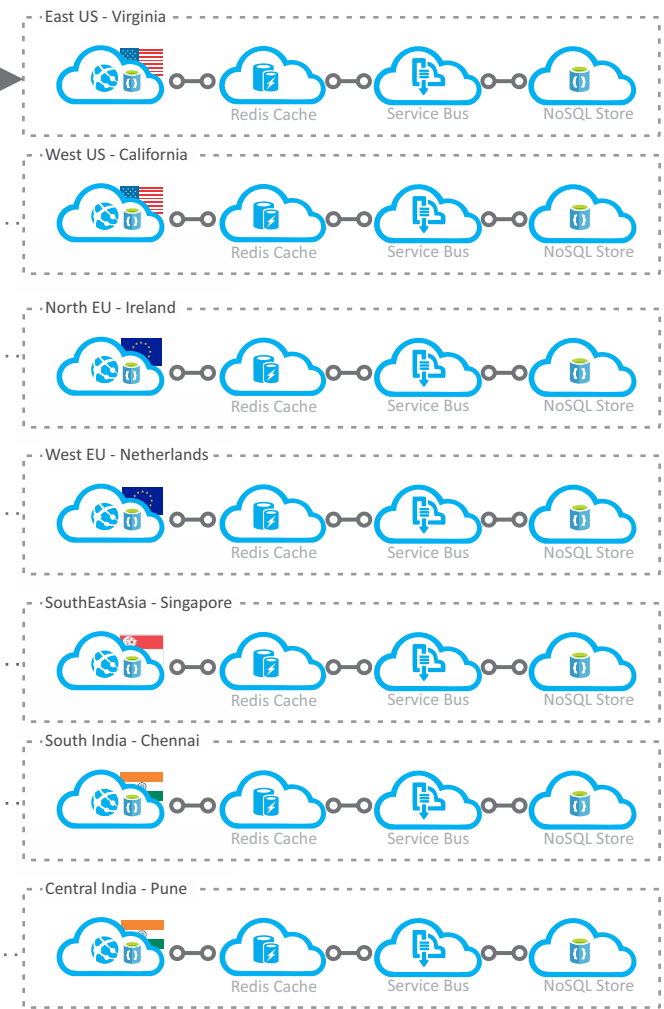 East US - Virginia
Redis Cache
Service Bus
NoSQL Store
West US - California
Redis Cache
Service Bus
NoSQL Store
North EU - Ireland
Redis Cache
Service Bus
NoSQL Store
West EU - Netherlands
Redis Cache
Service Bus
NoSQL Store
SouthEastAsia - Singapore
Redis Cache
Service Bus
NoSQL Store
South India - Chennai
Redis Cache
Service Bus
NoSQL Store
Central India - Pune
Redis Cache
Service Bus
NoSQL Store